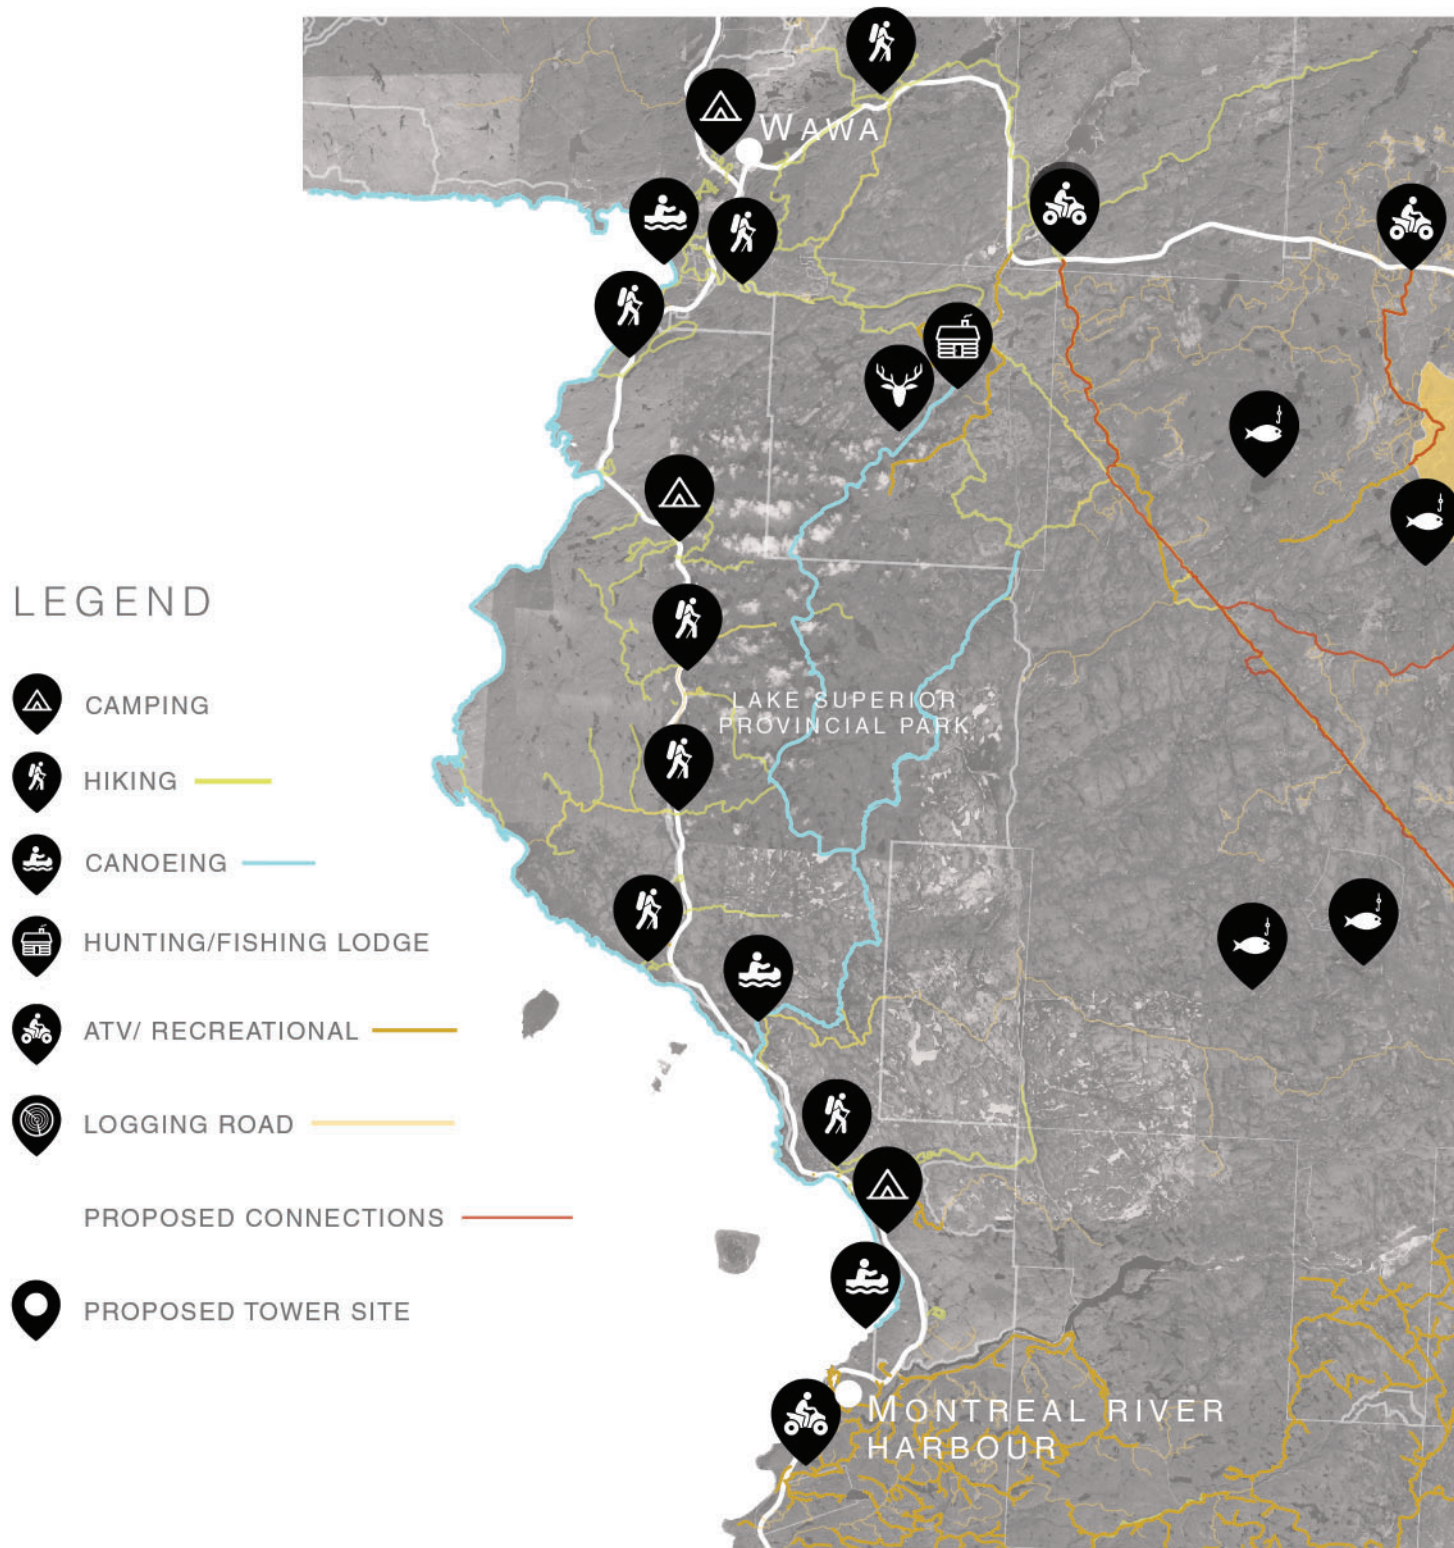 WAWA
LEGEND
CAMPING
HIKING
CANOEING
HUNTING/FISHING LODGE
ATV/ RECREATIONAL
LOGGING ROAD
PROPOSED CONNECTIONS
PROPOSED TOWER SITE
LAKE SUPERIOR
PROVINCIAL PARK
MONTREAL RIVER
HARBOUR